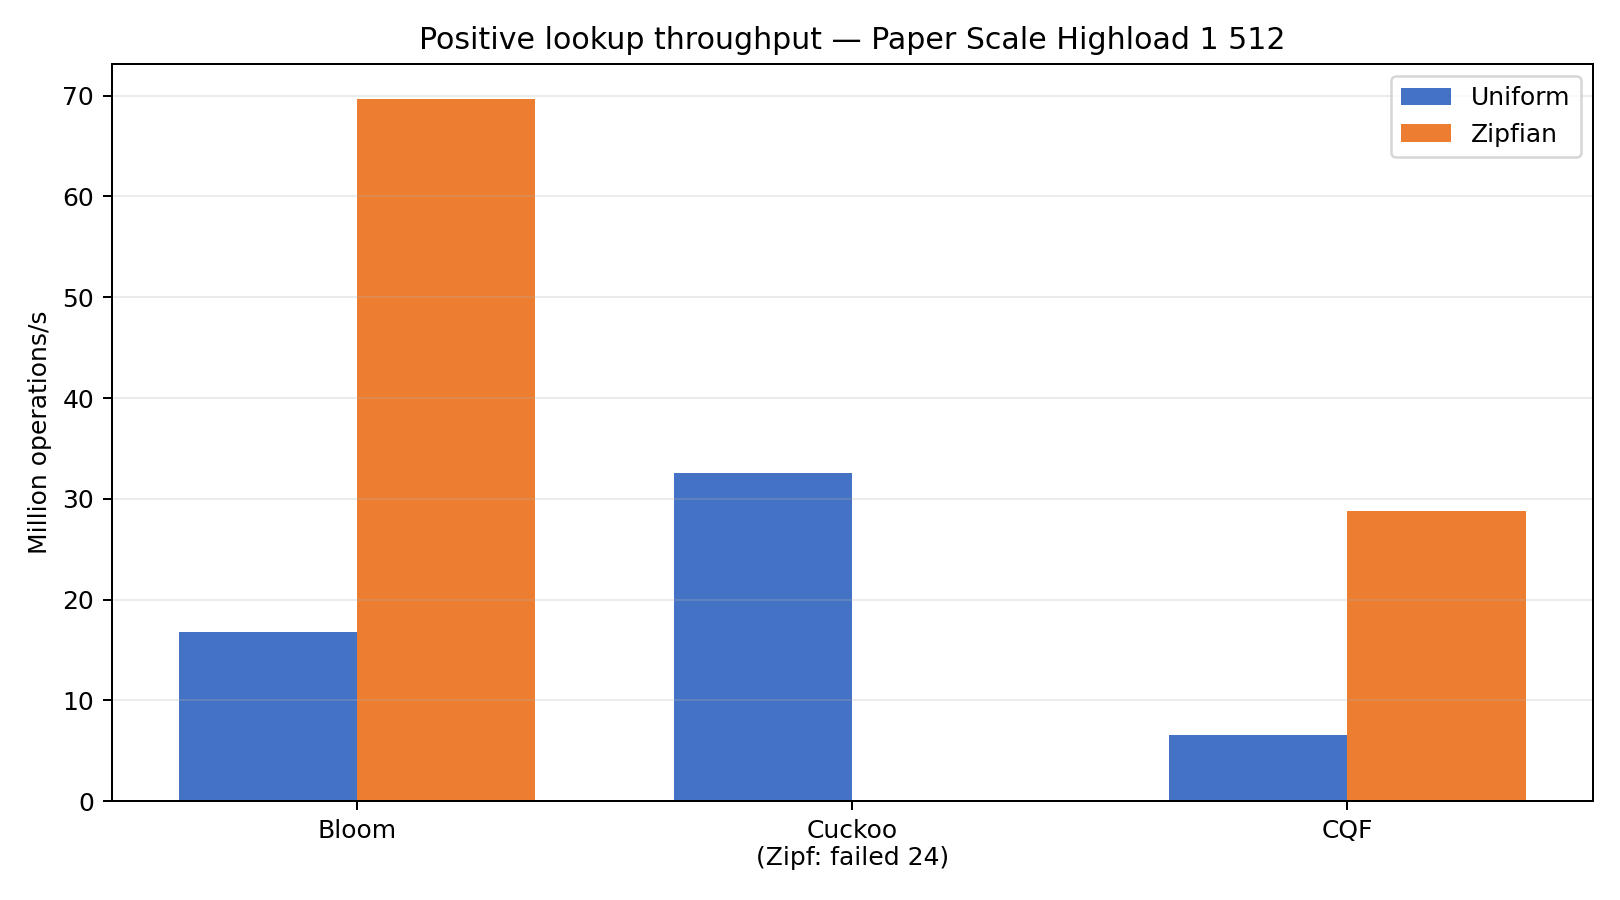 Positive lookup throughput — Paper Scale Highload 1 512
Uniform
Zipfian
Million operations/s
70
60
50
40
30
20
10
0
Bloom
Cuckoo
(Zipf: failed 24)
CQF